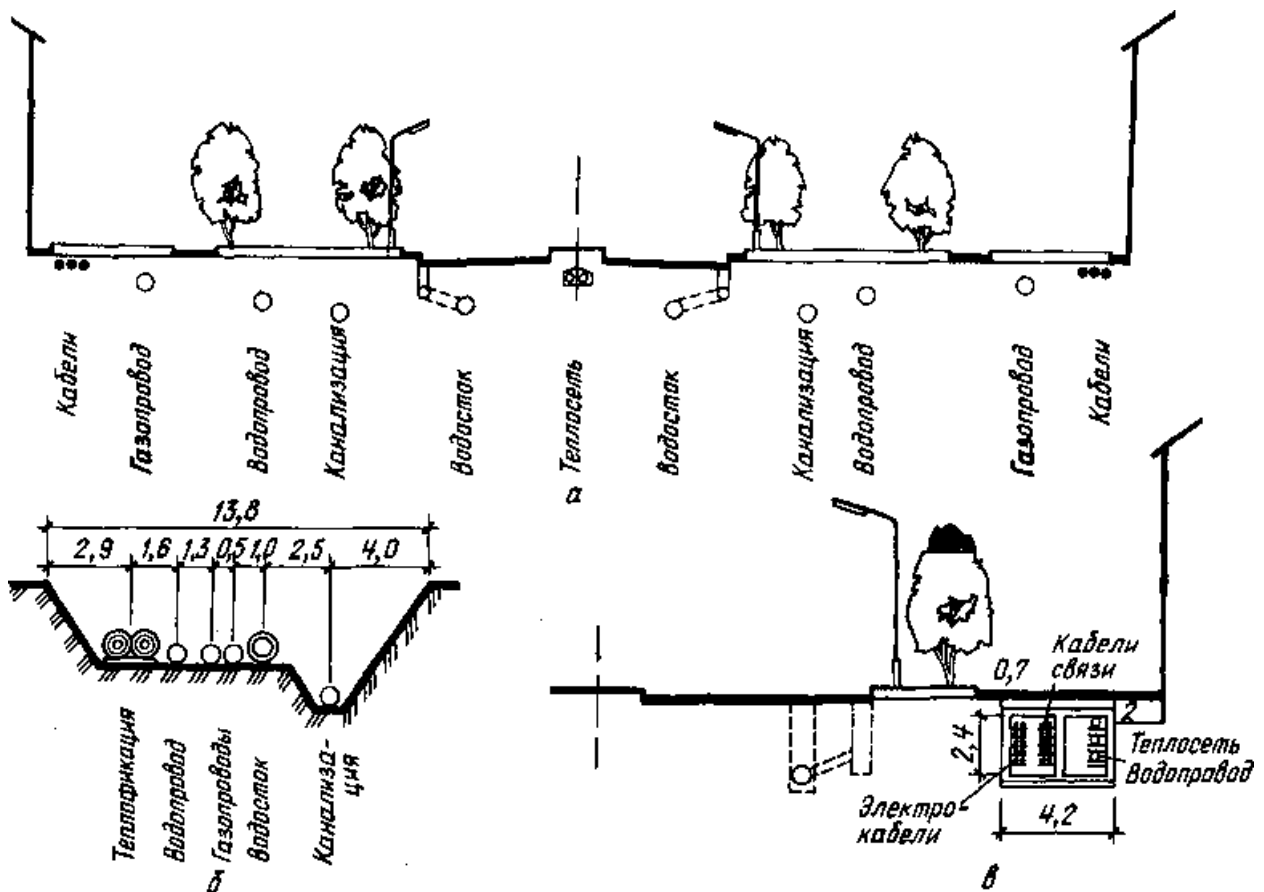 Кабели
Газоправод
Водоправод
Канализация
Водосток
Теплосеть
Водосток
Канализация
Водопровод
Газопровод
Кабели
а
13,8
2,9
1,6
1,3
0,5
1,0
2,5
4,0
Теплофикация
Водопровод
Газопроводы
Водосток
Канализа-
ция
б
0,7
Кабели
связи
2
2,4
Теплосеть
Водопровод
Электро-
кабели
4,2
в